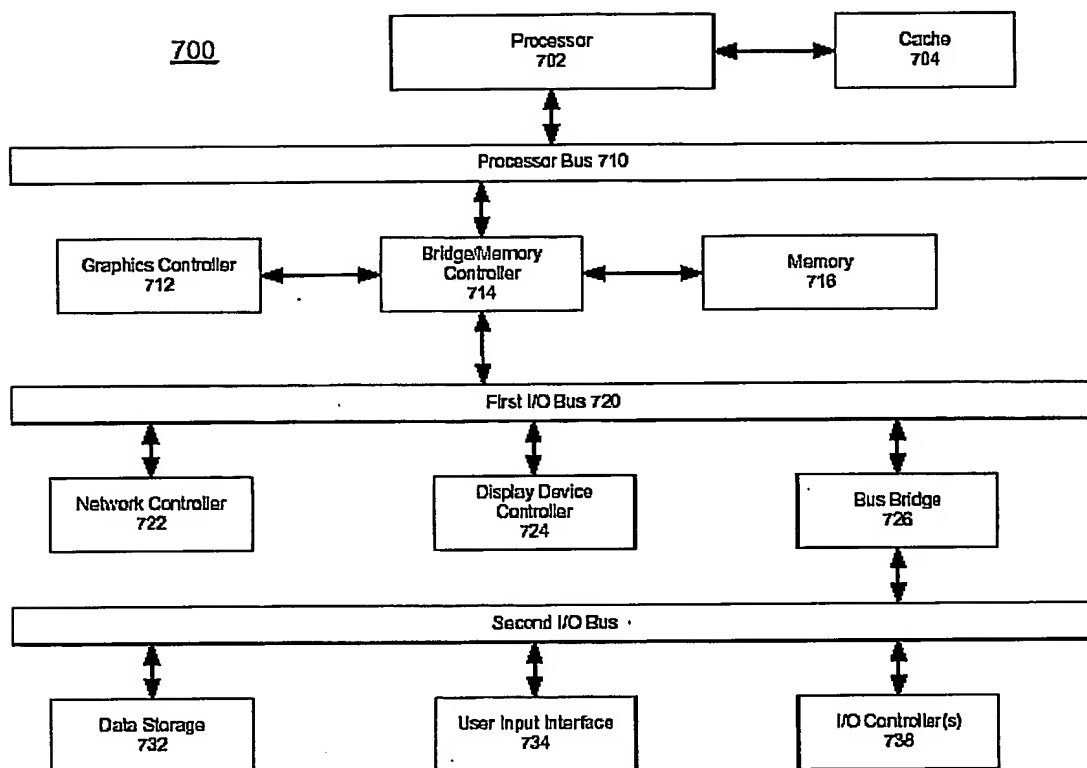 700
Processor
702
Cache
704
Processor Bus 710
Graphics Controller
712
Bridge/Memory
Controller
714
Memory
716
First I/O Bus 720
Network Controller
722
Display Device
Controller
724
Bus Bridge
726
Second I/O Bus
Data Storage
732
User Input Interface
734
I/O Controller(s)
738